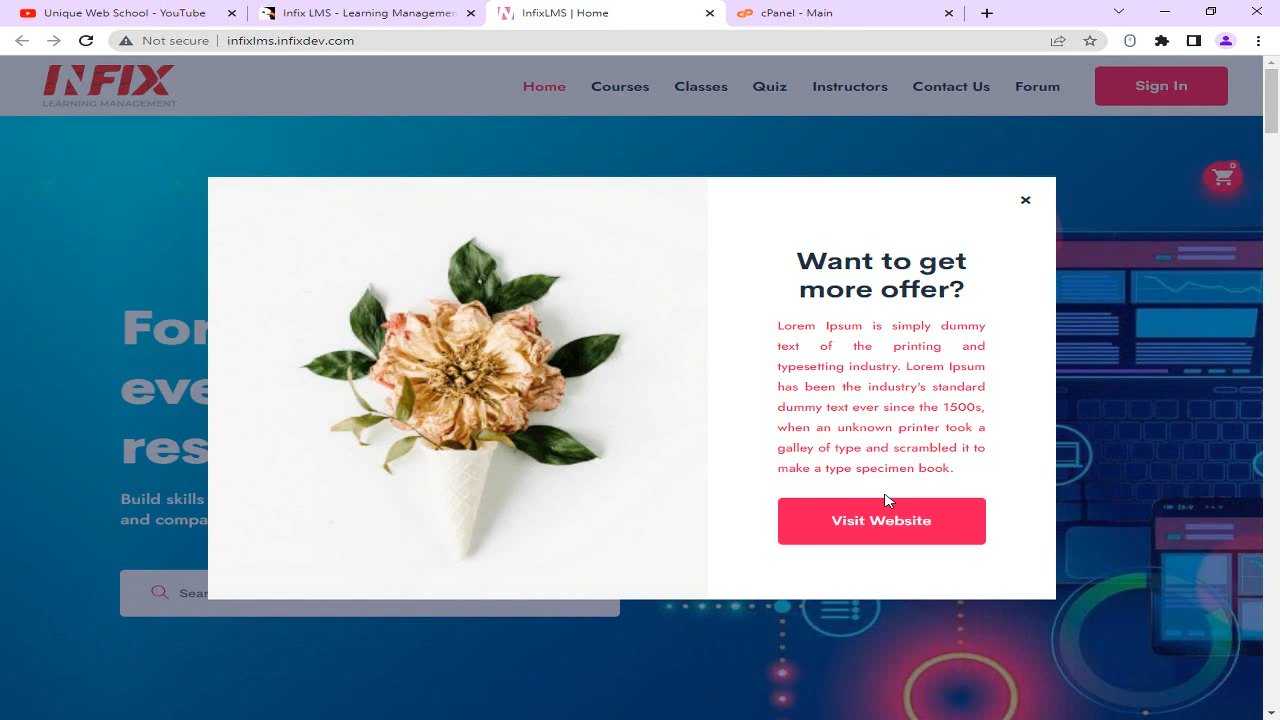 Unique Web School - YouTube
Infix LMS - Learning Managemen
InfixLMS | Home
cPanel - Main
Not secure
infixlms.infixdev.com
INFIX
LEARNING MANAGEMENT
Home
Courses
Classes
Quiz
Instructors
Contact Us
Forum
Sign In
0
Want to get
more offer?
Lorem Ipsum is simply dummy
text of the printing and
typesetting industry. Lorem Ipsum
has been the industry's standard
dummy text ever since the 1500s,
when an unknown printer took a
galley of type and scrambled it to
make a type specimen book.
Visit Website
For
eve
res
Build skills
and compa
Sear